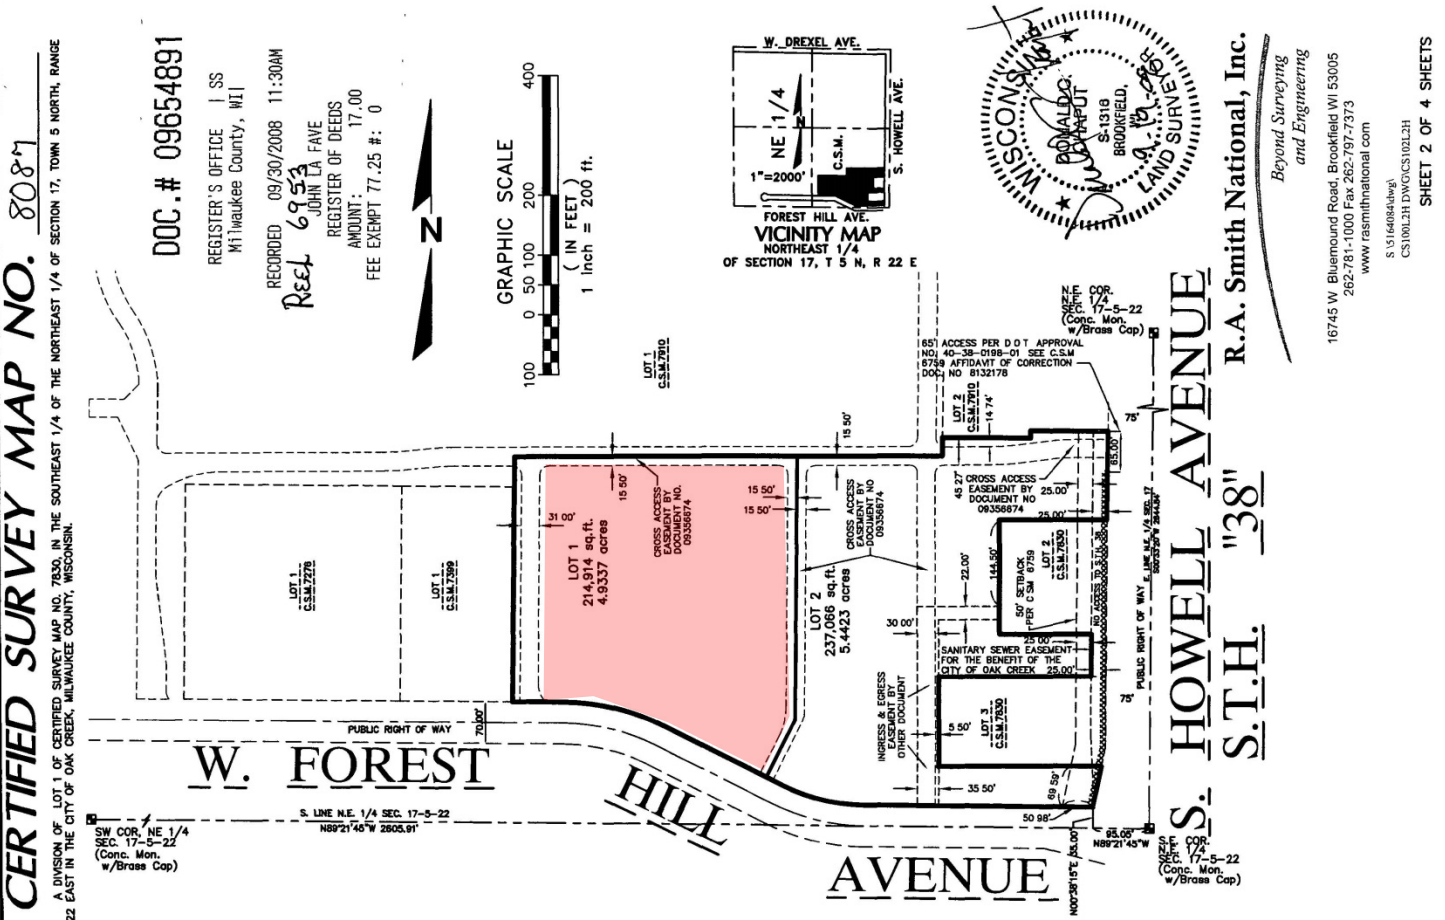 CERTIFIED SURVEY MAP NO. 8087
A DIVISION OF LOT 1 OF CERTIFIED SURVEY MAP NO. 7830, IN THE SOUTHEAST 1/4 OF THE NORTHEAST 1/4 OF SECTION 17, TOWN 5 NORTH, RANGE
22 EAST IN THE CITY OF OAK CREEK, MILWAUKEE COUNTY, WISCONSIN.
DOC.# 09654891
REGISTER'S OFFICE | SS
Milwaukee County, WI|
RECORDED 09/30/2008 11:30AM
REEL 6953
JOHN LA FAVE
REGISTER OF DEEDS
AMOUNT: 17.00
FEE EXEMPT 77.25 #: 0
N
GRAPHIC SCALE
100 0 50 100 200 400
( IN FEET )
1 inch = 200 ft.
W. DREXEL AVE.
NE 1/4
N
1"=2000'
C.S.M.
S. HOWELL AVE.
FOREST HILL AVE.
VICINITY MAP
NORTHEAST 1/4
OF SECTION 17, T 5 N, R 22 E
WISCONSIN
DONALD C.
CHAPUT
S-1316
BROOKFIELD,
WI
LAND SURVEYOR
R.A. Smith National, Inc.
Beyond Surveying
and Engineering
16745 W Bluemound Road, Brookfield WI 53005
262-781-1000 Fax 262-797-7373
www rasmithnational com
S \5164084\dwg\
CS100L2H DWG\CS102L2H
SHEET 2 OF 4 SHEETS
LOT 1
C.S.M.7910
LOT 1
C.S.M.7276
LOT 1
C.S.M.7399
31 00'
LOT 1
214,914 sq.ft.
4.9337 acres
15 50'
CROSS ACCESS
EASEMENT BY
DOCUMENT NO.
09356674
15 50'
15 50'
15 50'
CROSS ACCESS
EASEMENT BY
DOCUMENT NO
09356674
LOT 2
237,066 sq.ft.
5.4423 acres
65' ACCESS PER D O T APPROVAL
NO. 40-38-0198-01 SEE C.S.M
6759 AFFIDAVIT OF CORRECTION
DOC. NO 8132178
LOT 2
C.S.M.7910
14 74'
45 27'
CROSS ACCESS
EASEMENT BY
DOCUMENT NO
09356674
25.00'
25.00'
65.00'
75'
N.E. COR.
N.E. 1/4
SEC. 17-5-22
(Conc. Mon.
w/Brass Cap)
22.00'
144.50'
50' SETBACK
PER C SM 6759
LOT 2
C.S.M.7830
NO ACCESS TO S.T.H. 38
30 00'
SANITARY SEWER EASEMENT
FOR THE BENEFIT OF THE
CITY OF OAK CREEK
25 00'
25.00'
INGRESS & EGRESS
EASEMENT BY
OTHER DOCUMENT
5 50'
LOT 3
C.S.M.7830
35 50'
69 59'
50 98'
75'
PUBLIC RIGHT OF WAY
E. LINE N.E. 1/4 SEC. 17
S. HOWELL AVENUE
S.T.H. "38"
PUBLIC RIGHT OF WAY
70.00'
W. FOREST
HILL
AVENUE
S. LINE N.E. 1/4 SEC. 17-5-22
N89°21'45"W 2605.91'
SW COR, NE 1/4
SEC. 17-5-22
(Conc. Mon.
w/Brass Cap)
N00°38'15"E 55.00'
95.05'
N89°21'45"W
S.E. COR.
N.E. 1/4
SEC. 17-5-22
(Conc. Mon.
w/Brass Cap)